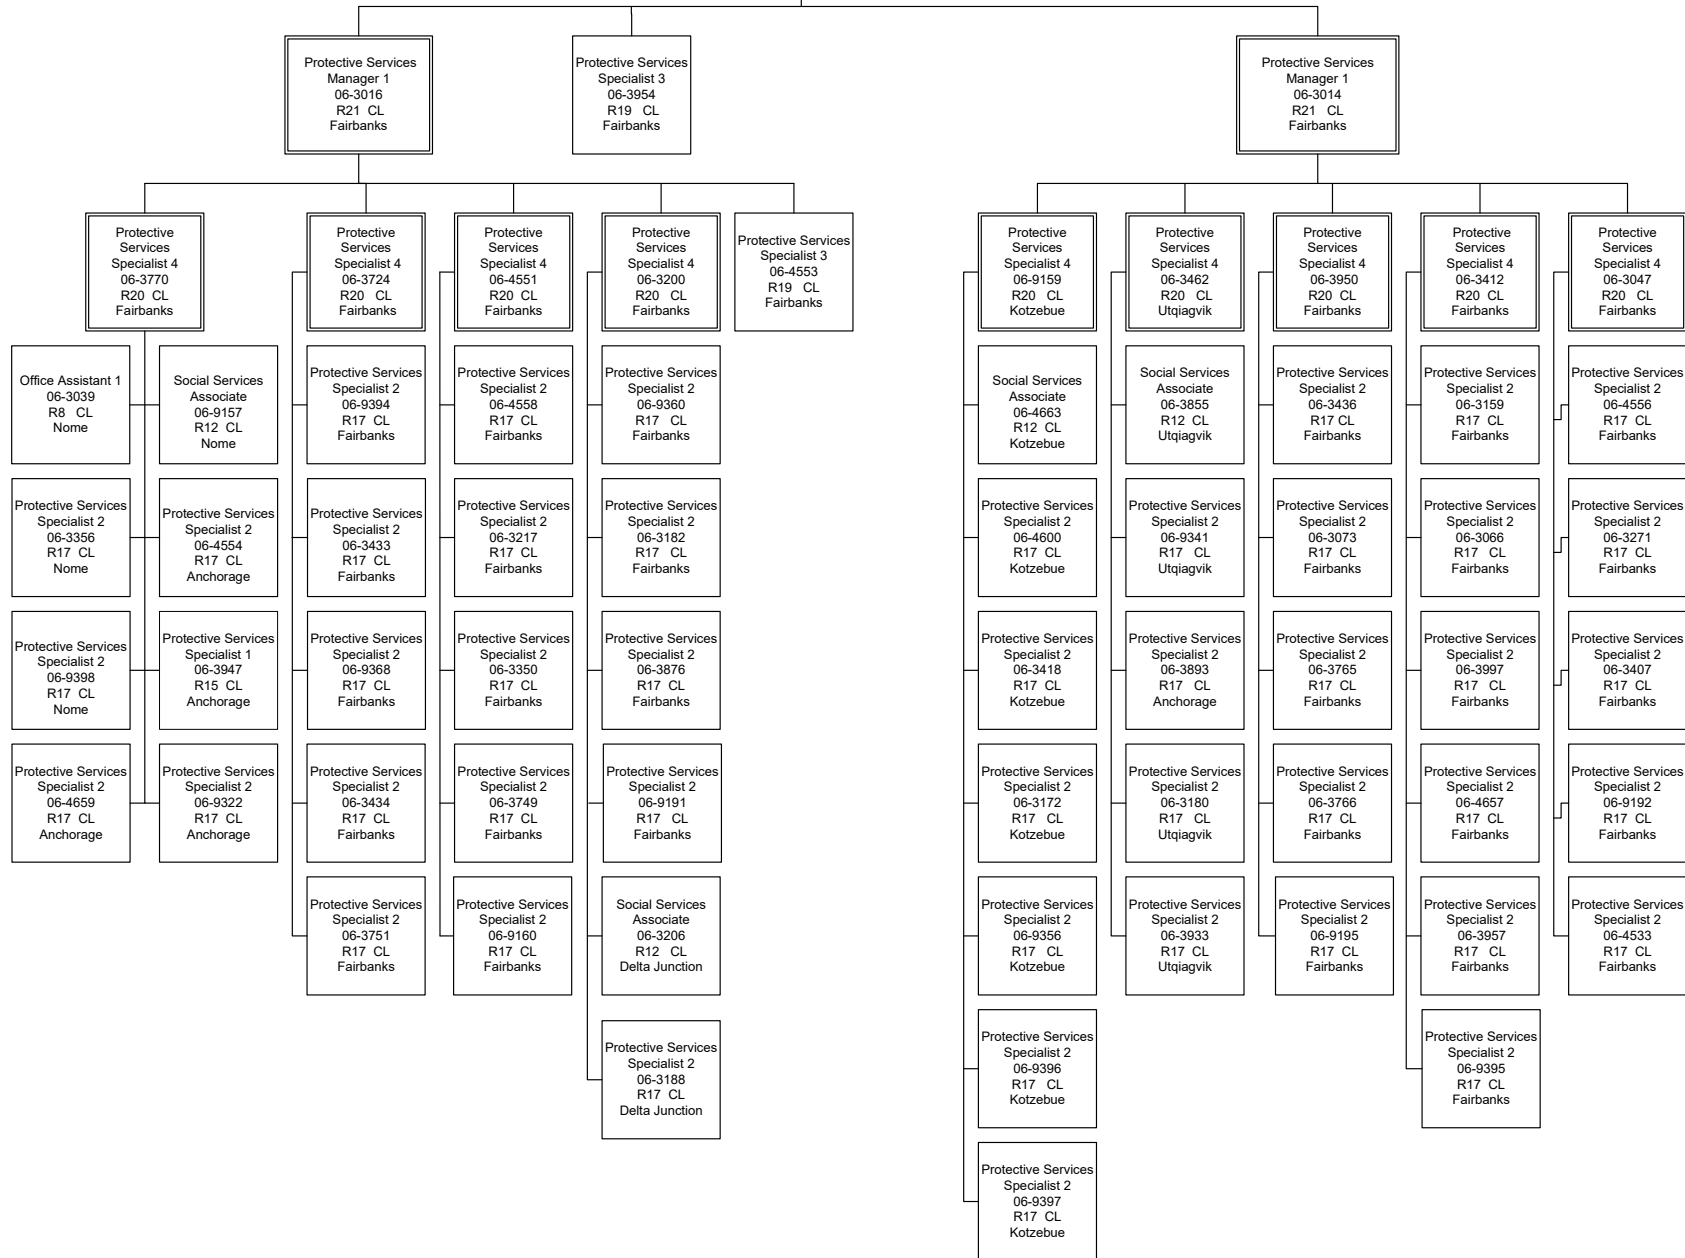 Protective Services
Manager 1
06-3016
R21 CL
Fairbanks
Protective Services
Specialist 3
06-3954
R19 CL
Fairbanks
Protective Services
Manager 1
06-3014
R21 CL
Fairbanks
Protective
Services
Specialist 4
06-3770
R20 CL
Fairbanks
Protective
Services
Specialist 4
06-3724
R20 CL
Fairbanks
Protective
Services
Specialist 4
06-4551
R20 CL
Fairbanks
Protective
Services
Specialist 4
06-3200
R20 CL
Fairbanks
Protective Services
Specialist 3
06-4553
R19 CL
Fairbanks
Protective
Services
Specialist 4
06-9159
R20 CL
Kotzebue
Protective
Services
Specialist 4
06-3462
R20 CL
Utqiagvik
Protective
Services
Specialist 4
06-3950
R20 CL
Fairbanks
Protective
Services
Specialist 4
06-3412
R20 CL
Fairbanks
Protective
Services
Specialist 4
06-3047
R20 CL
Fairbanks
Office Assistant 1
06-3039
R8 CL
Nome
Social Services
Associate
06-9157
R12 CL
Nome
Protective Services
Specialist 2
06-9394
R17 CL
Fairbanks
Protective Services
Specialist 2
06-4558
R17 CL
Fairbanks
Protective Services
Specialist 2
06-9360
R17 CL
Fairbanks
Social Services
Associate
06-4663
R12 CL
Kotzebue
Social Services
Associate
06-3855
R12 CL
Utqiagvik
Protective Services
Specialist 2
06-3436
R17 CL
Fairbanks
Protective Services
Specialist 2
06-3159
R17 CL
Fairbanks
Protective Services
Specialist 2
06-4556
R17 CL
Fairbanks
Protective Services
Specialist 2
06-3356
R17 CL
Nome
Protective Services
Specialist 2
06-4554
R17 CL
Anchorage
Protective Services
Specialist 2
06-3433
R17 CL
Fairbanks
Protective Services
Specialist 2
06-3217
R17 CL
Fairbanks
Protective Services
Specialist 2
06-3182
R17 CL
Fairbanks
Protective Services
Specialist 2
06-4600
R17 CL
Kotzebue
Protective Services
Specialist 2
06-9341
R17 CL
Utqiagvik
Protective Services
Specialist 2
06-3073
R17 CL
Fairbanks
Protective Services
Specialist 2
06-3066
R17 CL
Fairbanks
Protective Services
Specialist 2
06-3271
R17 CL
Fairbanks
Protective Services
Specialist 2
06-9398
R17 CL
Nome
Protective Services
Specialist 1
06-3947
R15 CL
Anchorage
Protective Services
Specialist 2
06-9368
R17 CL
Fairbanks
Protective Services
Specialist 2
06-3350
R17 CL
Fairbanks
Protective Services
Specialist 2
06-3876
R17 CL
Fairbanks
Protective Services
Specialist 2
06-3418
R17 CL
Kotzebue
Protective Services
Specialist 2
06-3893
R17 CL
Anchorage
Protective Services
Specialist 2
06-3765
R17 CL
Fairbanks
Protective Services
Specialist 2
06-3997
R17 CL
Fairbanks
Protective Services
Specialist 2
06-3407
R17 CL
Fairbanks
Protective Services
Specialist 2
06-4659
R17 CL
Anchorage
Protective Services
Specialist 2
06-9322
R17 CL
Anchorage
Protective Services
Specialist 2
06-3434
R17 CL
Fairbanks
Protective Services
Specialist 2
06-3749
R17 CL
Fairbanks
Protective Services
Specialist 2
06-9191
R17 CL
Fairbanks
Protective Services
Specialist 2
06-3172
R17 CL
Kotzebue
Protective Services
Specialist 2
06-3180
R17 CL
Utqiagvik
Protective Services
Specialist 2
06-3766
R17 CL
Fairbanks
Protective Services
Specialist 2
06-4657
R17 CL
Fairbanks
Protective Services
Specialist 2
06-9192
R17 CL
Fairbanks
Protective Services
Specialist 2
06-3751
R17 CL
Fairbanks
Protective Services
Specialist 2
06-9160
R17 CL
Fairbanks
Social Services
Associate
06-3206
R12 CL
Delta Junction
Protective Services
Specialist 2
06-9356
R17 CL
Kotzebue
Protective Services
Specialist 2
06-3933
R17 CL
Utqiagvik
Protective Services
Specialist 2
06-9195
R17 CL
Fairbanks
Protective Services
Specialist 2
06-3957
R17 CL
Fairbanks
Protective Services
Specialist 2
06-4533
R17 CL
Fairbanks
Protective Services
Specialist 2
06-3188
R17 CL
Delta Junction
Protective Services
Specialist 2
06-9396
R17 CL
Kotzebue
Protective Services
Specialist 2
06-9395
R17 CL
Fairbanks
Protective Services
Specialist 2
06-9397
R17 CL
Kotzebue